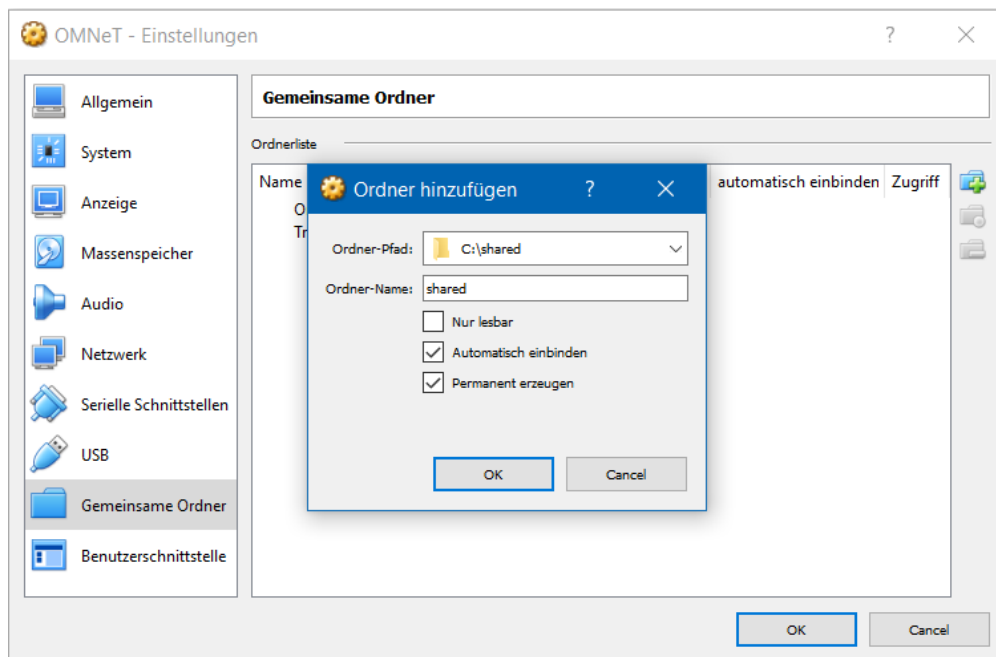 OMNeT - Einstellungen
Allgemein
System
Anzeige
Massenspeicher
Audio
Netzwerk
Serielle Schnittstellen
USB
Gemeinsame Ordner
Benutzerschnittstelle
Gemeinsame Ordner
Ordnerliste
Name automatisch einbinden Zugriff
Ordner hinzufügen
Ordner-Pfad: C:\shared
Ordner-Name: shared
Nur lesbar
Automatisch einbinden
Permanent erzeugen
OK Cancel
OK Cancel